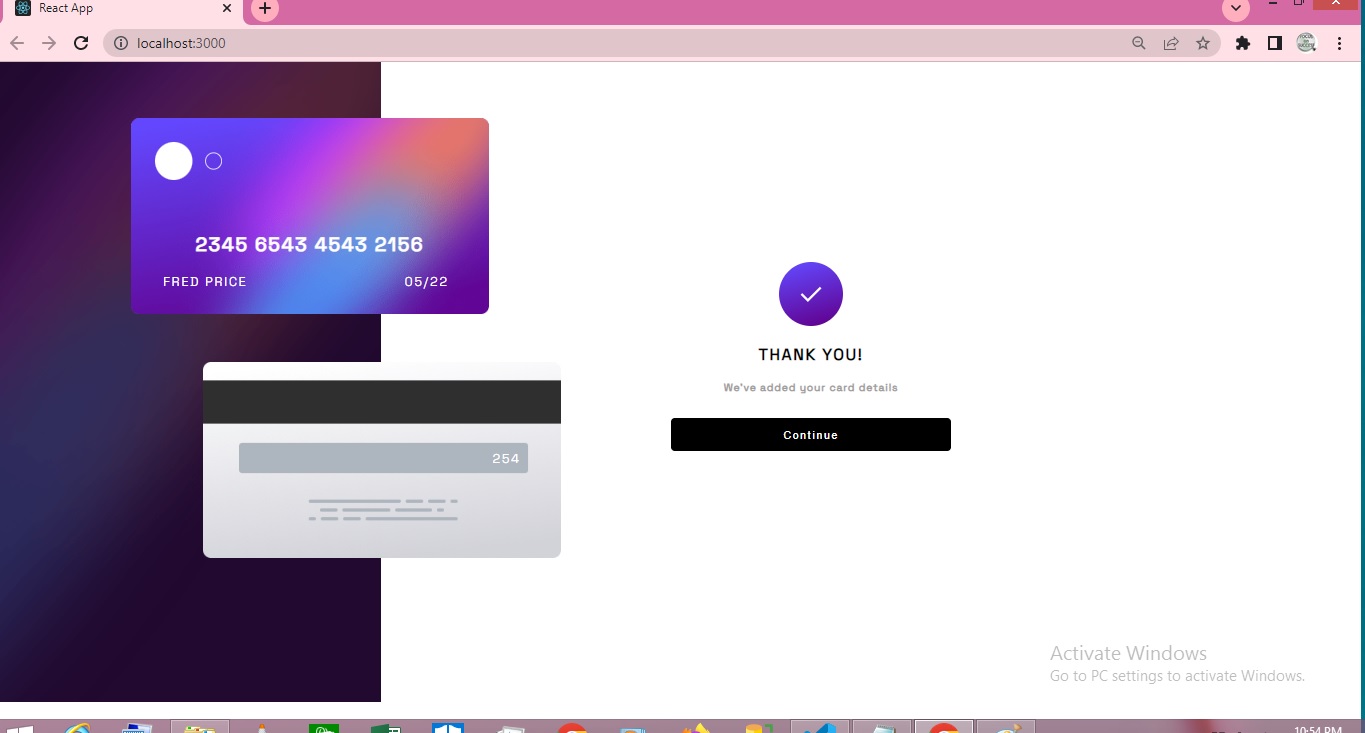 React App
localhost:3000
2345 6543 4543 2156
FRED PRICE 05/22
254
THANK YOU!
We've added your card details
Continue
Activate Windows
Go to PC settings to activate Windows.
10:54 PM